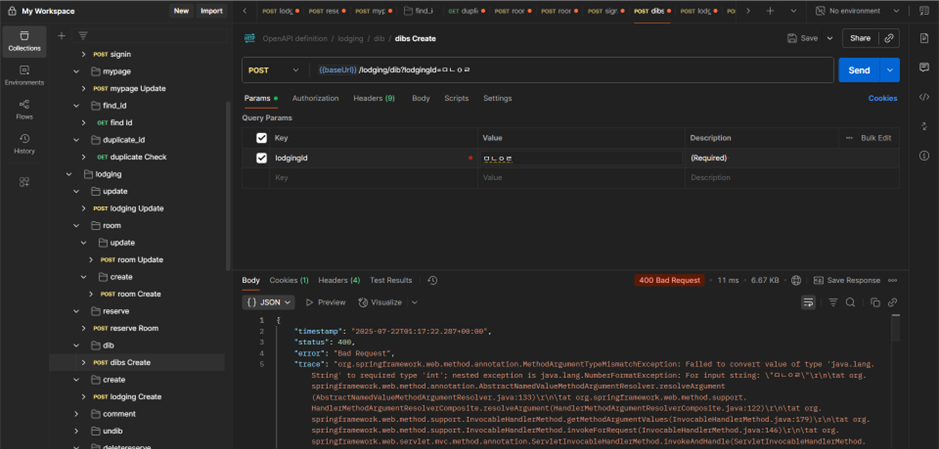 My Workspace
New
Import
POST lodg
POST rese
POST myp
find_i
GET dupli
POST roor
POST roor
POST sigr
POST dibs
POST lodg
No environment
Collections
Environments
Flows
History
POST signin
mypage
POST mypage Update
find_id
GET find Id
duplicate_id
GET duplicate Check
lodging
update
POST lodging Update
room
update
POST room Update
create
POST room Create
reserve
POST reserve Room
dib
POST dibs Create
create
POST lodging Create
comment
undib
deletereserve
OpenAPI definition / lodging / dib / dibs Create
Save
Share
POST
{{baseUrl}} /lodging/dib?lodgingId=ㅁㄴㅇㄹ
Send
Params
Authorization
Headers (9)
Body
Scripts
Settings
Cookies
Query Params
Key
Value
Description
Bulk Edit
lodgingId
ㅁㄴㅇㄹ
(Required)
Key
Value
Description
Body
Cookies (1)
Headers (4)
Test Results
400 Bad Request
11 ms
6.67 KB
Save Response
{} JSON
Preview
Visualize
1 {
2 "timestamp": "2025-07-22T01:17:22.287+00:00",
3 "status": 400,
4 "error": "Bad Request",
5 "trace": "org.springframework.web.method.annotation.MethodArgumentTypeMismatchException: Failed to convert value of type 'java.lang.
String' to required type 'int'; nested exception is java.lang.NumberFormatException: For input string: \"ㅁㄴㅇㄹ\"\r\n\tat org.
springframework.web.method.annotation.AbstractNamedValueMethodArgumentResolver.resolveArgument
(AbstractNamedValueMethodArgumentResolver.java:133)\r\n\tat org.springframework.web.method.support.
HandlerMethodArgumentResolverComposite.resolveArgument(HandlerMethodArgumentResolverComposite.java:122)\r\n\tat org.
springframework.web.method.support.InvocableHandlerMethod.getMethodArgumentValues(InvocableHandlerMethod.java:179)\r\n\tat org.
springframework.web.method.support.InvocableHandlerMethod.invokeForRequest(InvocableHandlerMethod.java:146)\r\n\tat org.
springframework.web.servlet.mvc.method.annotation.ServletInvocableHandlerMethod.invokeAndHandle(ServletInvocableHandlerMethod.